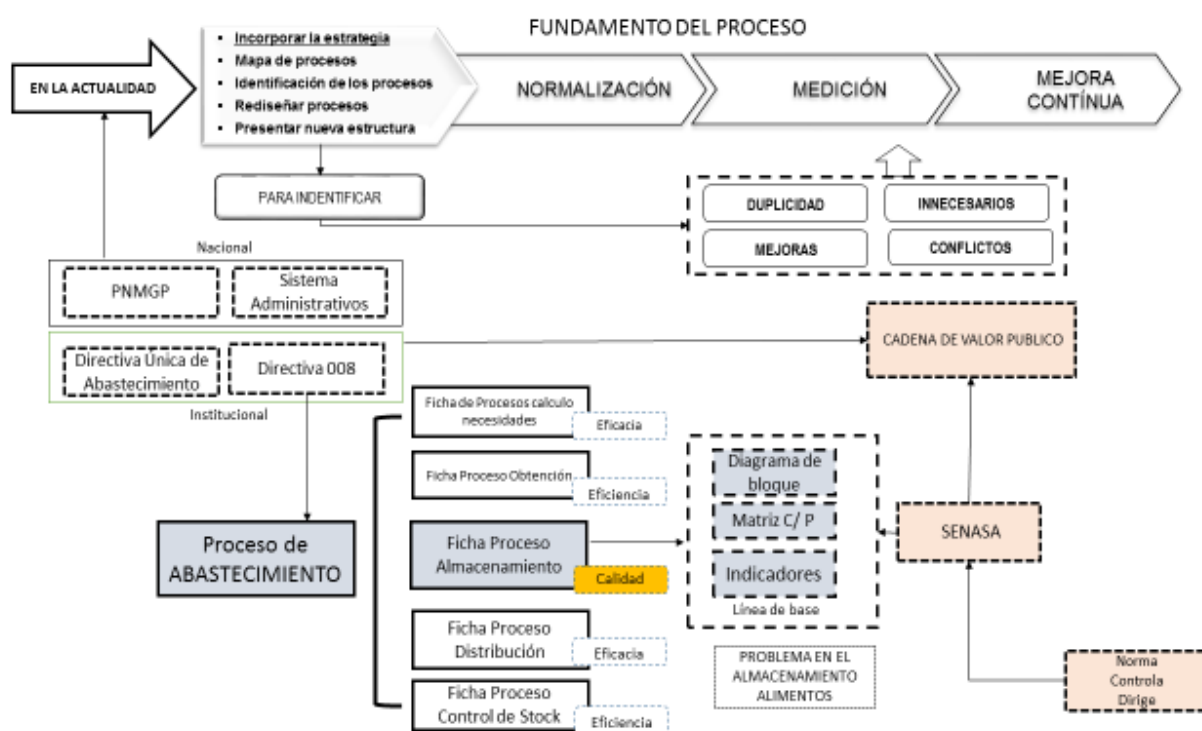 FUNDAMENTO DEL PROCESO
EN LA ACTUALIDAD
Incorporar la estrategia
Mapa de procesos
Identificación de los procesos
Rediseñar procesos
Presentar nueva estructura
NORMALIZACIÓN
MEDICIÓN
MEJORA
CONTÍNUA
PARA INDENTIFICAR
DUPLICIDAD
INNECESARIOS
MEJORAS
CONFLICTOS
Nacional
PNMGP
Sistema
Administrativos
Directiva Única de
Abastecimiento
Directiva 008
Institucional
CADENA DE VALOR PUBLICO
Proceso de
ABASTECIMIENTO
Ficha de Procesos calculo
necesidades
Eficacia
Ficha Proceso Obtención
Eficiencia
Ficha Proceso
Almacenamiento
Calidad
Ficha Proceso
Distribución
Eficacia
Ficha Proceso
Control de Stock
Eficiencia
Diagrama de
bloque
Matriz C/ P
Indicadores
Línea de base
PROBLEMA EN EL
ALMACENAMIENTO
ALIMENTOS
SENASA
Norma
Controla
Dirige